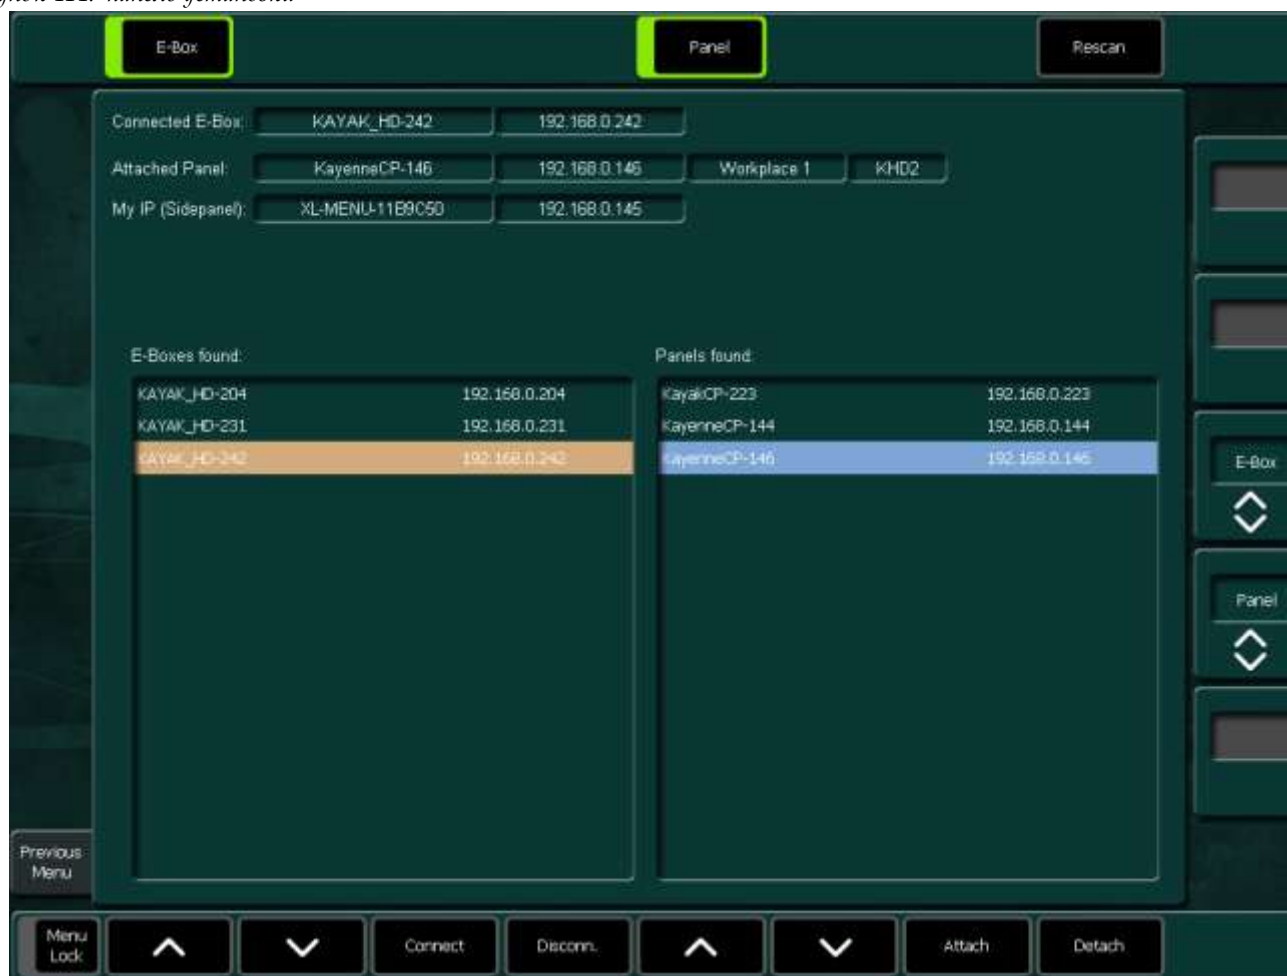 E-Box Panel Rescan
Connected E-Box: KAYAK_HD-242 192.168.0.242
Attached Panel: KayenneCP-146 192.168.0.146 Workplace 1 KHD2
My IP (Sidepanel): XL-MENU-11B9C50 192.168.0.145
E-Boxes found: Panels found:
KAYAK_HD-204 192.168.0.204 KayakCP-223 192.168.0.223
KAYAK_HD-231 192.168.0.231 KayenneCP-144 192.168.0.144
KAYAK_HD-242 192.168.0.242 KayenneCP-146 192.168.0.146
E-Box
Panel
Previous
Menu
Menu
Lock
Connect Disconn. Attach Detach